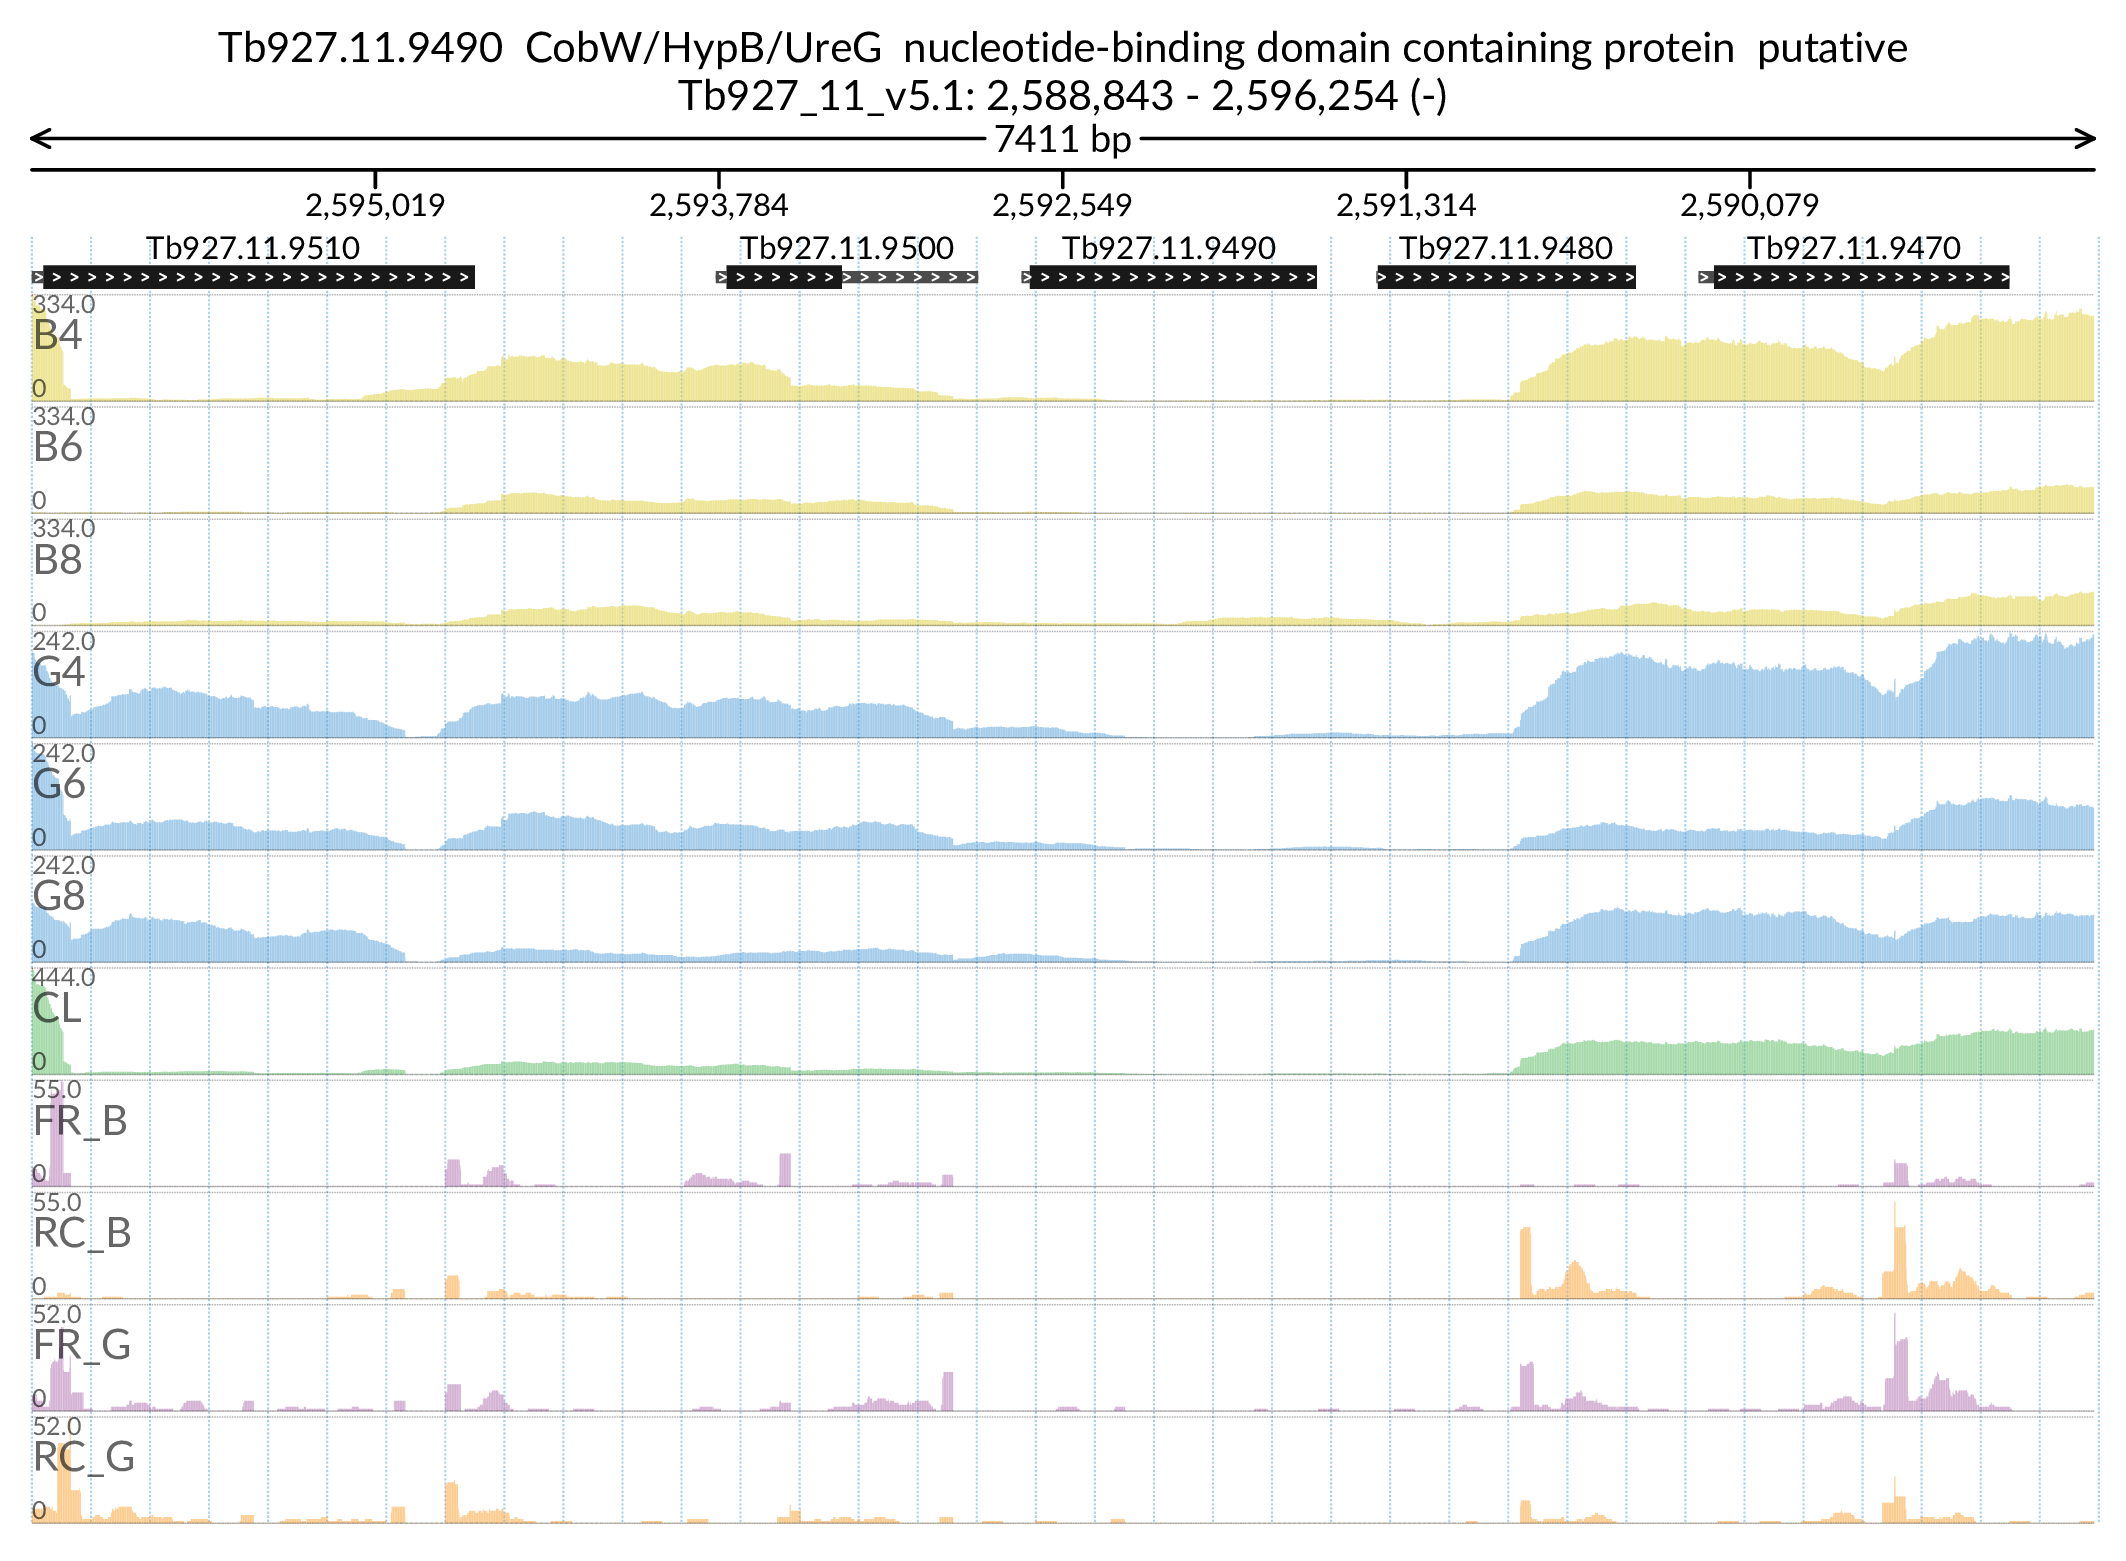 Tb927.11.9490  CobW/HypB/UreG  nucleotide-binding domain containing protein  putative
Tb927_11_v5.1: 2,588,843 - 2,596,254 (-)
7411 bp
2,595,019 2,593,784 2,592,549 2,591,314 2,590,079
Tb927.11.9510 Tb927.11.9500 Tb927.11.9490 Tb927.11.9480 Tb927.11.9470
334.0
B4
0
334.0
B6
0
334.0
B8
0
242.0
G4
0
242.0
G6
0
242.0
G8
0
444.0
CL
0
55.0
FR_B
0
55.0
RC_B
0
52.0
FR_G
0
52.0
RC_G
0